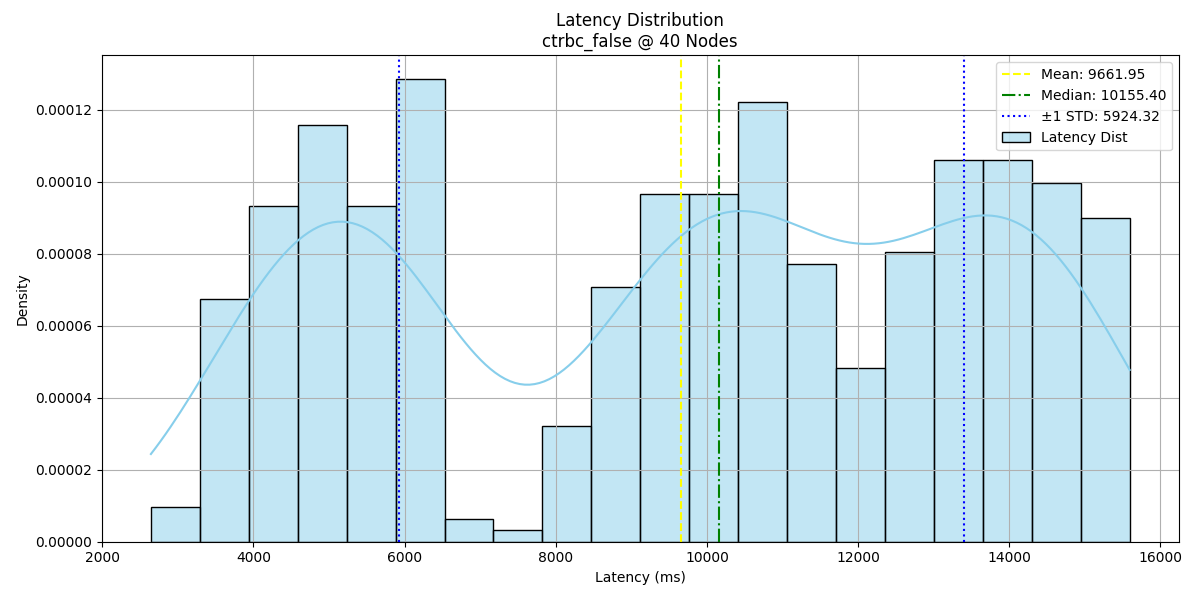 Latency Distribution
ctrbc_false @ 40 Nodes
Mean: 9661.95
Median: 10155.40
±1 STD: 5924.32
Latency Dist
Density
0.00012
0.00010
0.00008
0.00006
0.00004
0.00002
0.00000
2000 4000 6000 8000 10000 12000 14000 16000
Latency (ms)